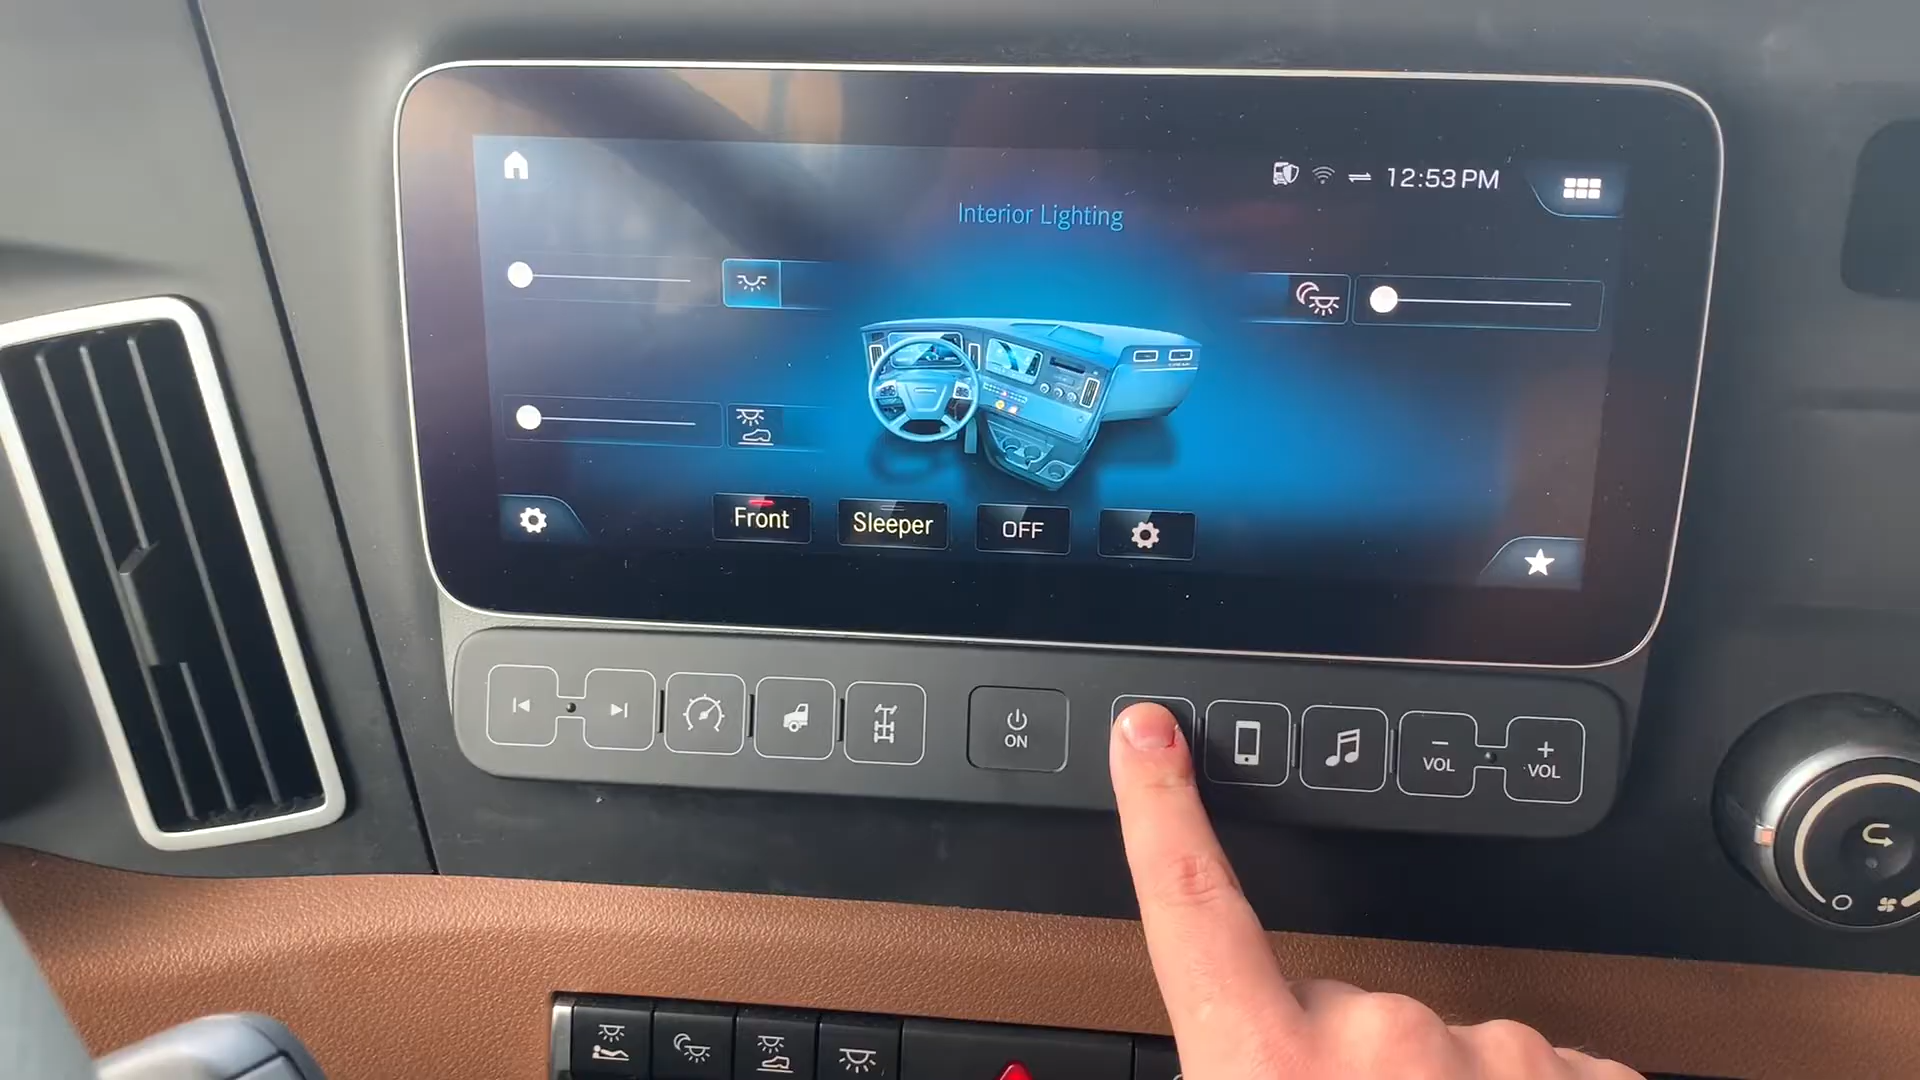 12:53 PM
Interior Lighting
Front
Sleeper
OFF
ON
VOL
VOL